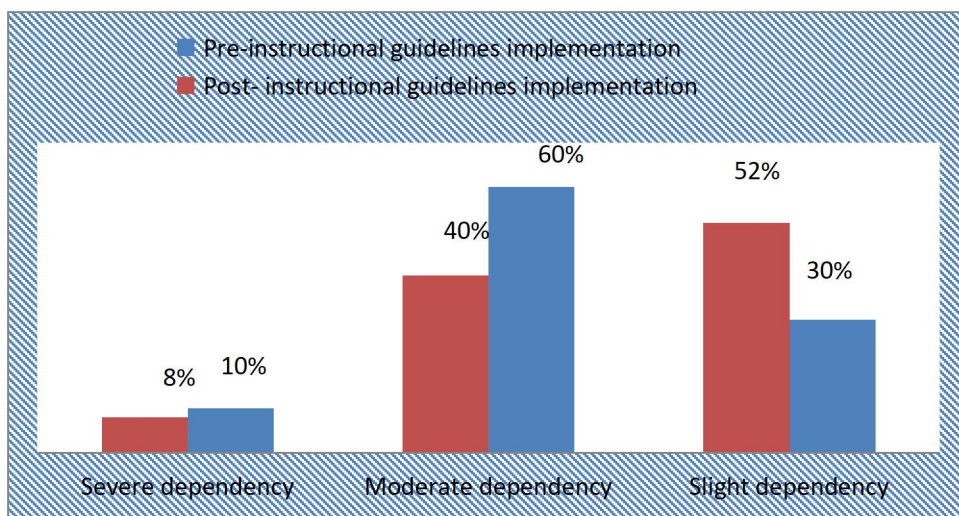 Pre-instructional guidelines implementation
Post- instructional guidelines implementation
60%
52%
40%
30%
8%
10%
Severe dependency
Moderate dependency
Slight dependency